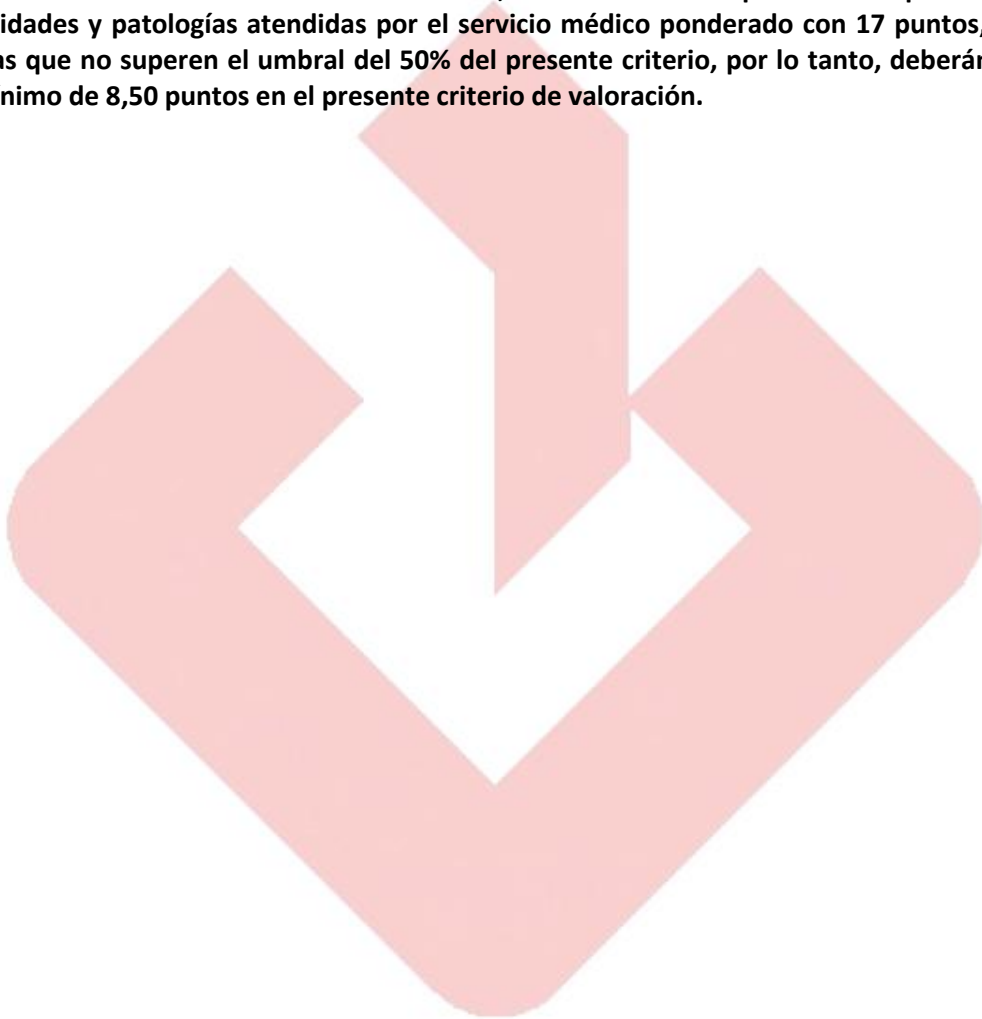 idades y patologías atendidas por el servicio médico ponderado con 17 puntos,
as que no superen el umbral del 50% del presente criterio, por lo tanto, deberán
nimo de 8,50 puntos en el presente criterio de valoración.